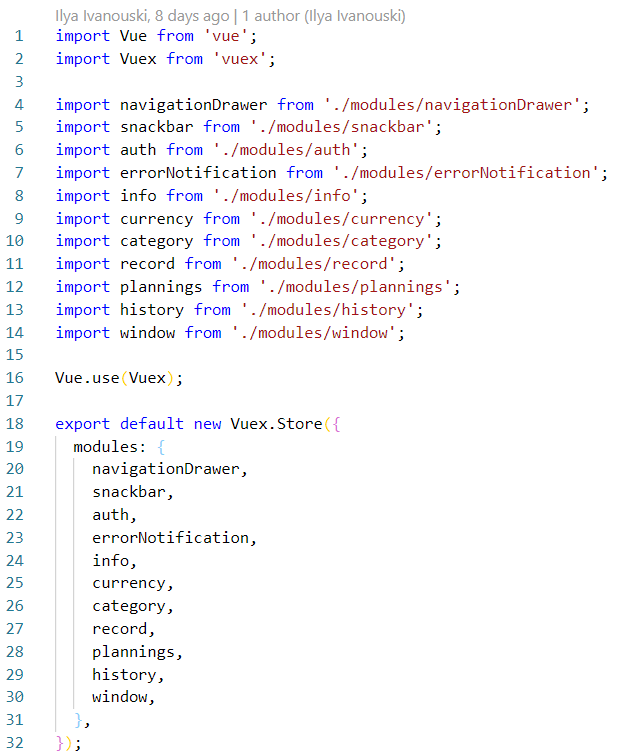 Ilya Ivanouski, 8 days ago | 1 author (Ilya Ivanouski)
1 import Vue from 'vue';
2 import Vuex from 'vuex';
3
4 import navigationDrawer from './modules/navigationDrawer';
5 import snackbar from './modules/snackbar';
6 import auth from './modules/auth';
7 import errorNotification from './modules/errorNotification';
8 import info from './modules/info';
9 import currency from './modules/currency';
10 import category from './modules/category';
11 import record from './modules/record';
12 import plannings from './modules/plannings';
13 import history from './modules/history';
14 import window from './modules/window';
15
16 Vue.use(Vuex);
17
18 export default new Vuex.Store({
19   modules: {
20     navigationDrawer,
21     snackbar,
22     auth,
23     errorNotification,
24     info,
25     currency,
26     category,
27     record,
28     plannings,
29     history,
30     window,
31   },
32 });